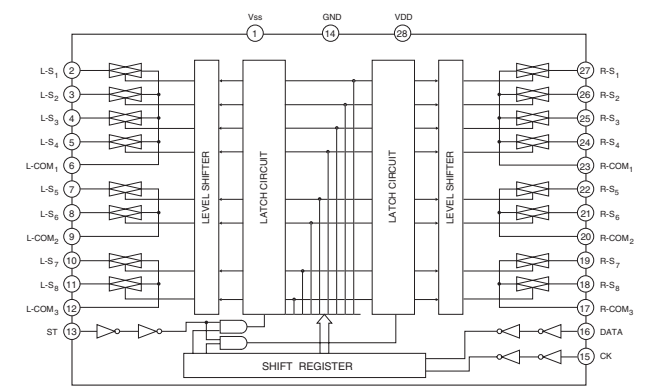 Vss GND VDD
1 14 28
L-S1 2 27 R-S1
L-S2 3 26 R-S2
L-S3 4 25 R-S3
L-S4 5 24 R-S4
L-COM1 6 23 R-COM1
L-S5 7 22 R-S5
L-S6 8 21 R-S6
L-COM2 9 20 R-COM2
L-S7 10 19 R-S7
L-S8 11 18 R-S8
L-COM3 12 17 R-COM3
ST 13 16 DATA
15 CK
LEVEL SHIFTER
LATCH CIRCUIT
LATCH CIRCUIT
LEVEL SHIFTER
SHIFT REGISTER